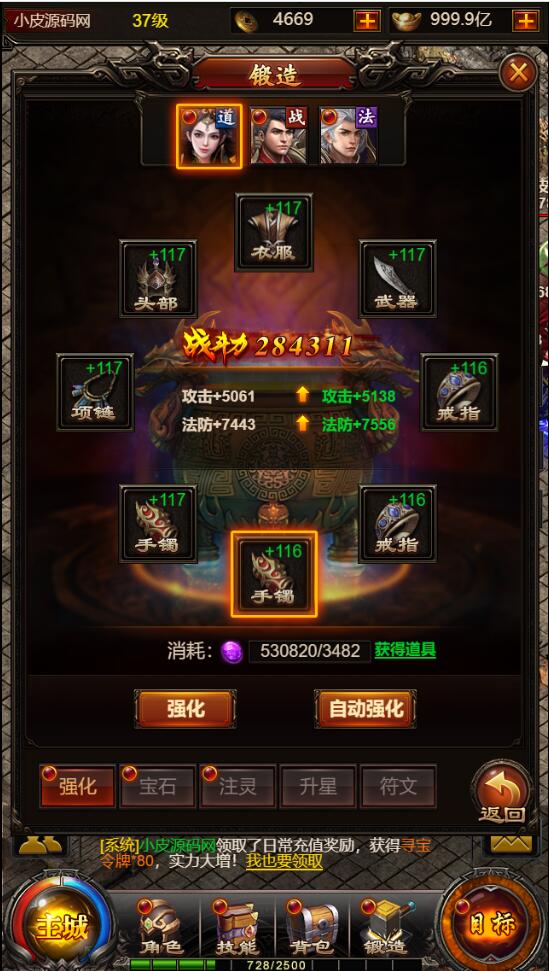 小皮源码网 37级 4669 999.9亿
锻造
道 战 法
+117
衣服
+117 +117
头部 武器
战斗力 284311
+117 +116
项链 戒指
攻击+5061 攻击+5138
法防+7443 法防+7556
+117 +116
手镯 戒指
+116
手镯
消耗： 530820/3482 获得道具
强化 自动强化
强化 宝石 注灵 升星 符文
返回
[系统]小皮源码网领取了日常充值奖励，获得寻宝
令牌*80，实力大增！我也要领取
主城 角色 技能 背包 锻造 目标
728/2500